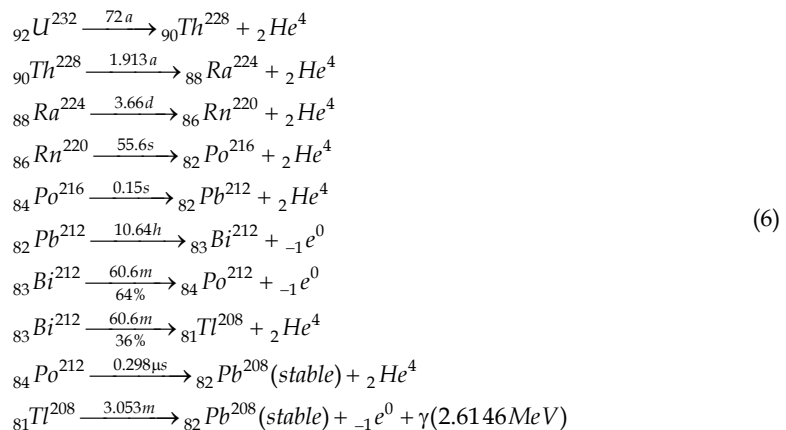 ₉₂U²³² —72a→ ₉₀Th²²⁸ + ₂He⁴
₉₀Th²²⁸ —1.913a→ ₈₈Ra²²⁴ + ₂He⁴
₈₈Ra²²⁴ —3.66d→ ₈₆Rn²²⁰ + ₂He⁴
₈₆Rn²²⁰ —55.6s→ ₈₂Po²¹⁶ + ₂He⁴
₈₄Po²¹⁶ —0.15s→ ₈₂Pb²¹² + ₂He⁴
₈₂Pb²¹² —10.64h→ ₈₃Bi²¹² + ₋₁e⁰
₈₃Bi²¹² —60.6m/64%→ ₈₄Po²¹² + ₋₁e⁰
₈₃Bi²¹² —60.6m/36%→ ₈₁Tl²⁰⁸ + ₂He⁴
₈₄Po²¹² —0.298μs→ ₈₂Pb²⁰⁸(stable) + ₂He⁴
₈₁Tl²⁰⁸ —3.053m→ ₈₂Pb²⁰⁸(stable) + ₋₁e⁰ + γ(2.6146MeV)
(6)